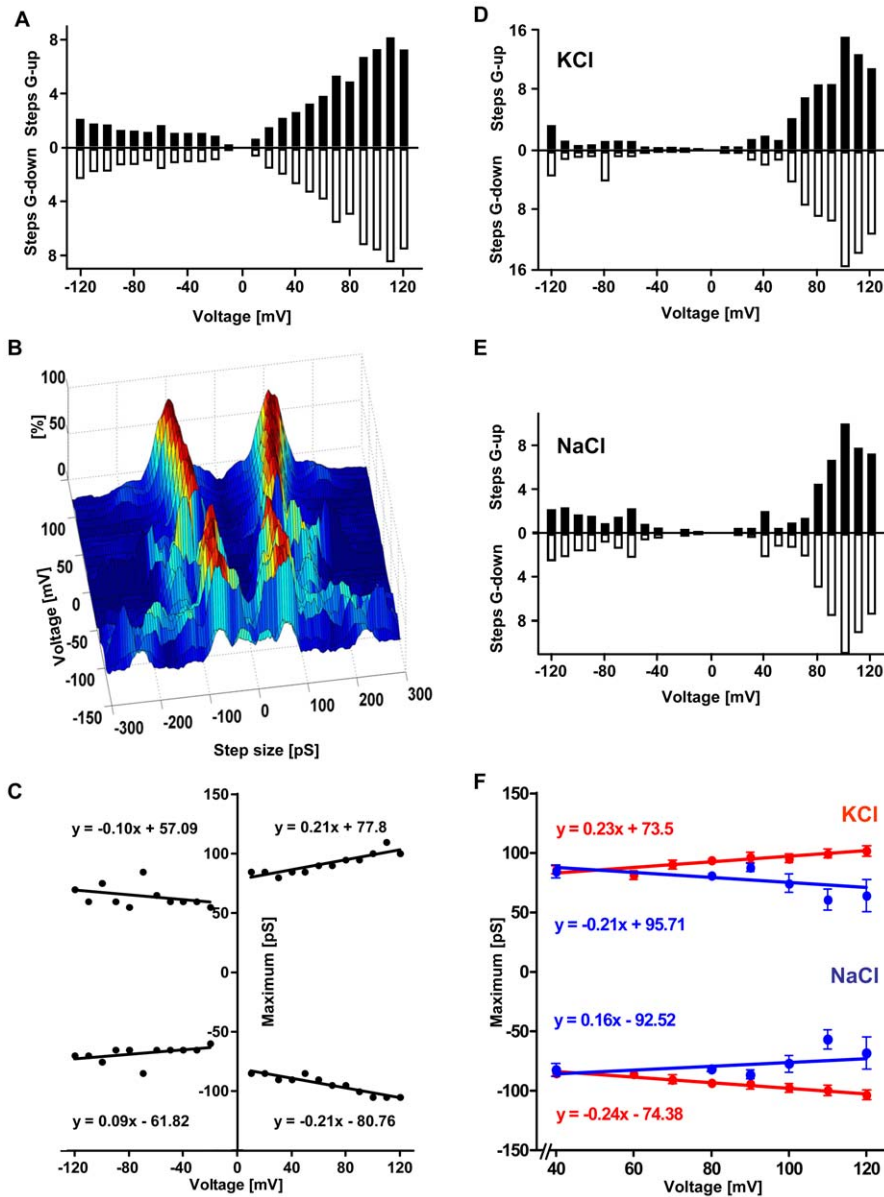 A
Steps G-up
Steps G-down
8
4
0
4
8
-120 -80 -40 0 40 80 120
Voltage [mV]
B
[%]
100
50
0
100
50
0
-50
-100
-150
Voltage [mV]
-300 -200 -100 0 100 200 300
Step size [pS]
C
y = -0.10x + 57.09
y = 0.21x + 77.8
y = 0.09x - 61.82
y = -0.21x - 80.76
Maximum [pS]
150
100
50
0
-50
-100
-150
-120 -80 -40 0 40 80 120
Voltage [mV]
D
KCl
Steps G-up
Steps G-down
16
8
0
8
16
-120 -80 -40 0 40 80 120
Voltage [mV]
E
NaCl
Steps G-up
Steps G-down
8
4
0
4
8
-120 -80 -40 0 40 80 120
Voltage [mV]
F
KCl
y = 0.23x + 73.5
y = -0.21x + 95.71
NaCl
y = 0.16x - 92.52
y = -0.24x - 74.38
Maximum [pS]
150
100
50
0
-50
-100
-150
40 60 80 100 120
Voltage [mV]